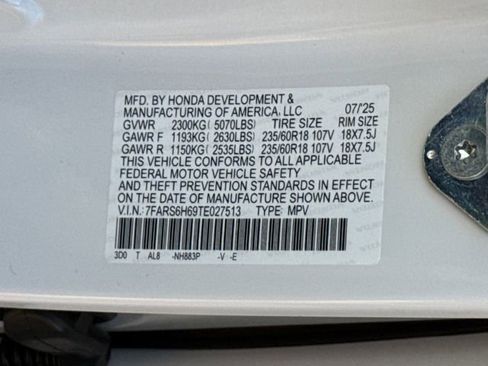 MFD. BY HONDA DEVELOPMENT &
MANUFACTURING OF AMERICA, LLC 07/'25
GVWR 2300KG( 5070LBS) TIRE SIZE RIM SIZE
GAWR F 1193KG( 2630LBS) 235/60R18 107V 18X7.5J
GAWR R 1150KG( 2535LBS) 235/60R18 107V 18X7.5J
THIS VEHICLE CONFORMS TO ALL APPLICABLE
FEDERAL MOTOR VEHICLE SAFETY
AND THEFT PREVENTION STANDARDS IN EFFECT
ON THE DATE OF MANUFACTURE SHOWN ABOVE.
V.I.N.: 7FARS6H69TE027513 TYPE: MPV
3D0 T AL8 -NH883P -V -E